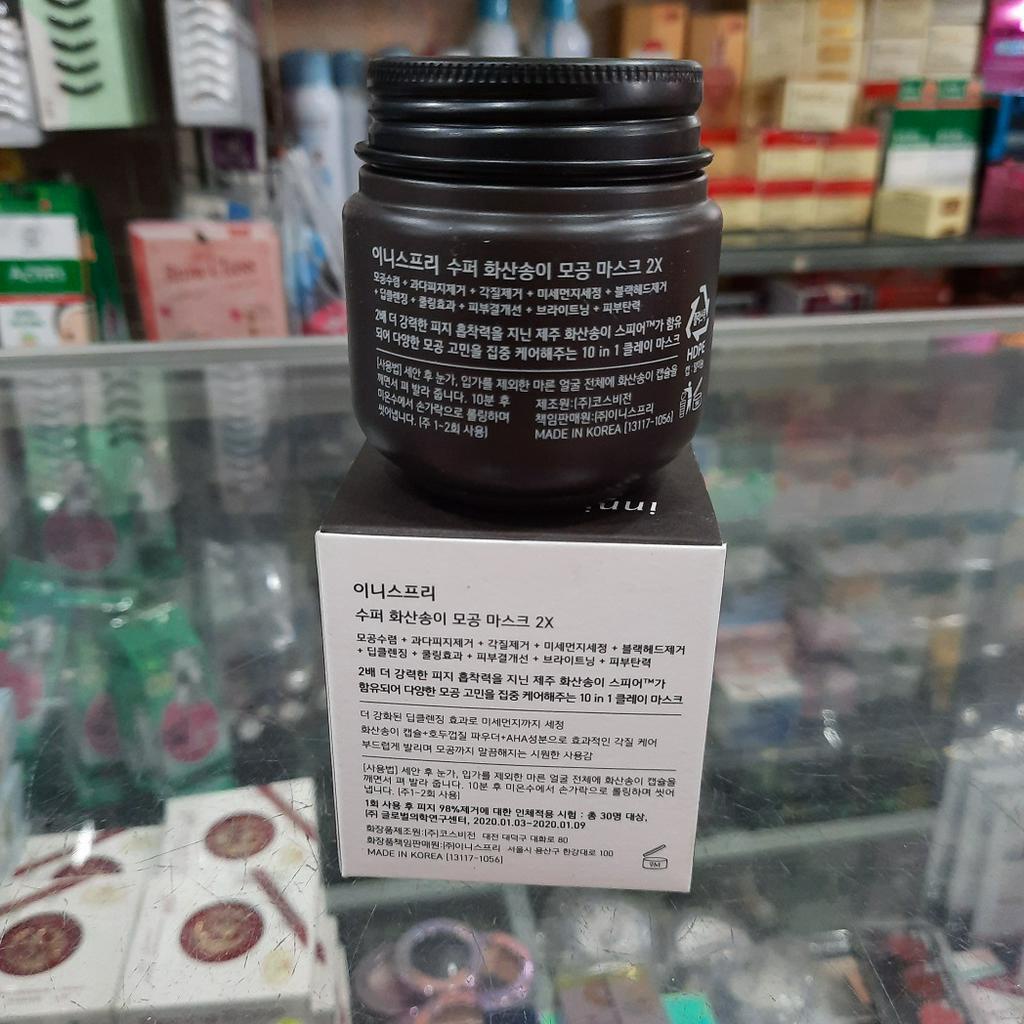 이니스프리 수퍼 화산송이 모공 마스크 2X
모공수렴 + 과다피지제거 + 각질제거 + 미세먼지세정 + 블랙헤드제거
+ 딥클렌징 + 쿨링효과 + 피부결개선 + 브라이트닝 + 피부탄력
2배 더 강력한 피지 흡착력을 지닌 제주 화산송이 스피어™가 함유
되어 다양한 모공 고민을 집중 케어해주는 10 in 1 클레이 마스크
[사용법] 세안 후 눈가, 입가를 제외한 마른 얼굴 전체에 화산송이 캡슐을
깨면서 펴 발라 줍니다. 10분 후
미온수에서 손가락으로 롤링하며
씻어냅니다. (주 1~2회 사용)
제조원:(주)코스비전
책임판매원:(주)이니스프리
MADE IN KOREA [13117-1056]
HDPE
inni
이니스프리
수퍼 화산송이 모공 마스크 2X
모공수렴 + 과다피지제거 + 각질제거 + 미세먼지세정 + 블랙헤드제거
+ 딥클렌징 + 쿨링효과 + 피부결개선 + 브라이트닝 + 피부탄력
2배 더 강력한 피지 흡착력을 지닌 제주 화산송이 스피어™가
함유되어 다양한 모공 고민을 집중 케어해주는 10 in 1 클레이 마스크
더 강화된 딥클렌징 효과로 미세먼지까지 세정
화산송이 캡슐+호두껍질 파우더+AHA성분으로 효과적인 각질 케어
부드럽게 발리며 모공까지 말끔해지는 시원한 사용감
[사용법] 세안 후 눈가, 입가를 제외한 마른 얼굴 전체에 화산송이 캡슐을
깨면서 펴 발라 줍니다. 10분 후 미온수에서 손가락으로 롤링하며 씻어
냅니다. (주1~2회 사용)
1회 사용 후 피지 98%제거에 대한 인체적용 시험 : 총 30명 대상,
(주) 글로벌의학연구센터, 2020.01.03~2020.01.09
화장품제조원:(주)코스비전 대전 대덕구 대화로 80
화장품책임판매원:(주)이니스프리 서울시 용산구 한강대로 100
MADE IN KOREA [13117-1056]